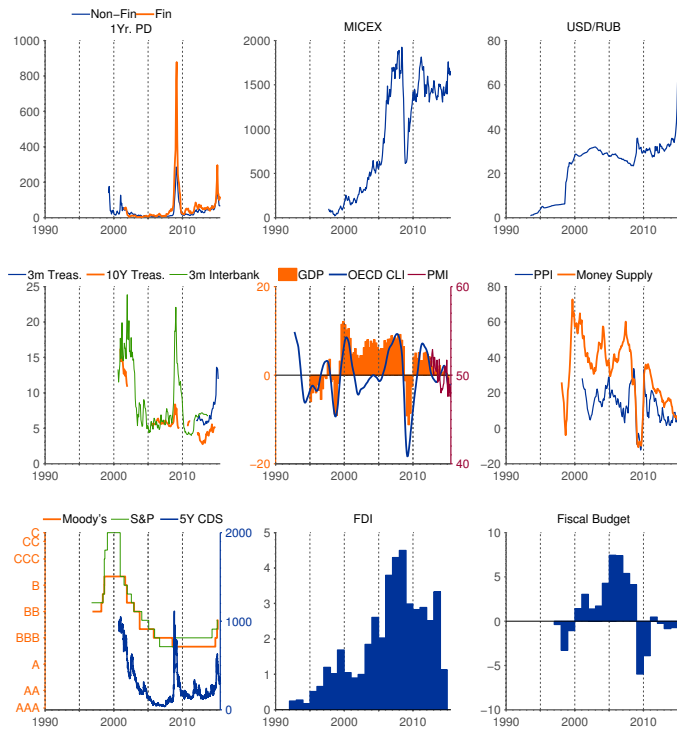 Non−Fin Fin
1Yr. PD
1000
800
600
400
200
0
1990 2000 2010
MICEX
2000
1500
1000
500
0
1990 2000 2010
USD/RUB
80
60
40
20
0
1990 2000 2010
3m Treas. 10Y Treas. 3m Interbank
25
20
15
10
5
0
1990 2000 2010
GDP OECD CLI PMI
20 60
0 50
−20 40
1990 2000 2010
PPI Money Supply
80
60
40
20
0
−20
1990 2000 2010
Moody's S&P 5Y CDS
C 2000
CC
CCC
B
BB 1000
BBB
A
AA
AAA 0
1990 2000 2010
FDI
5
4
3
2
1
0
1990 2000 2010
Fiscal Budget
10
5
0
−5
−10
1990 2000 2010